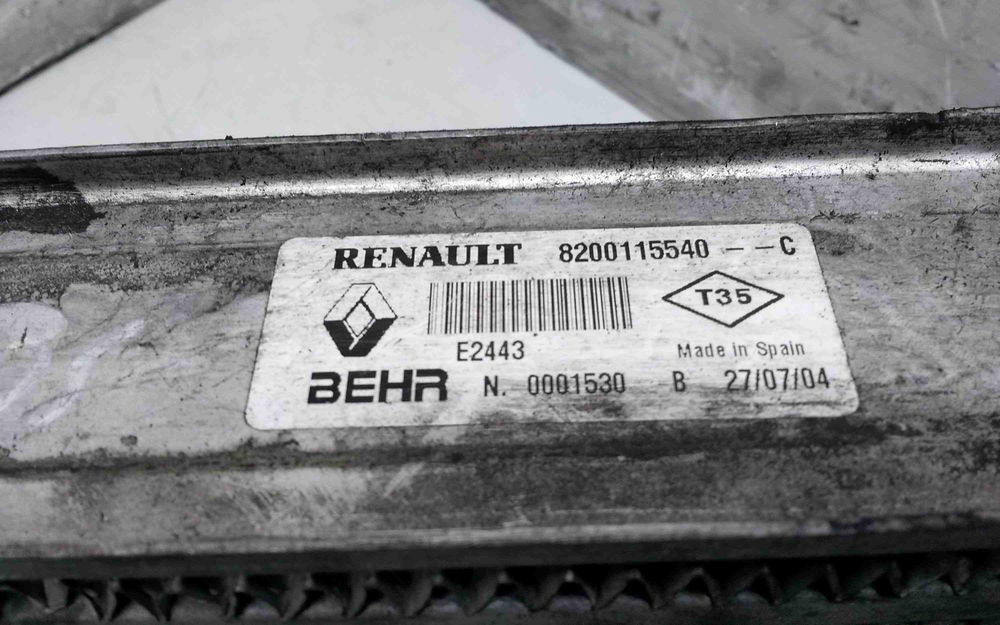 RENAULT 8200115540 - - C
T35
E2443
Made in Spain
BEHR N. 0001530 B 27/07/04